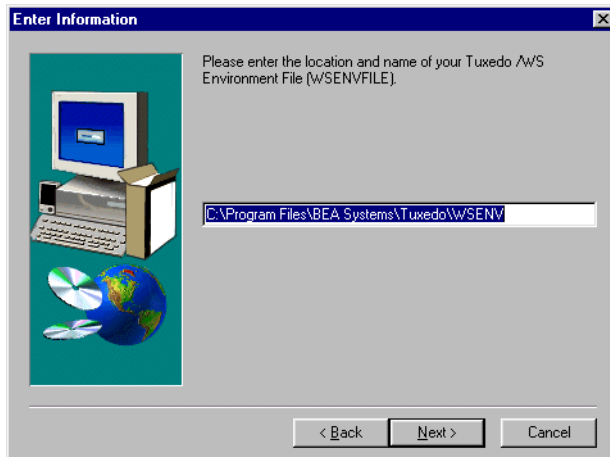 Enter Information
Please enter the location and name of your Tuxedo /WS
Environment File (WSENVFILE).
C:\Program Files\BEA Systems\Tuxedo\WSENV
< Back
Next >
Cancel